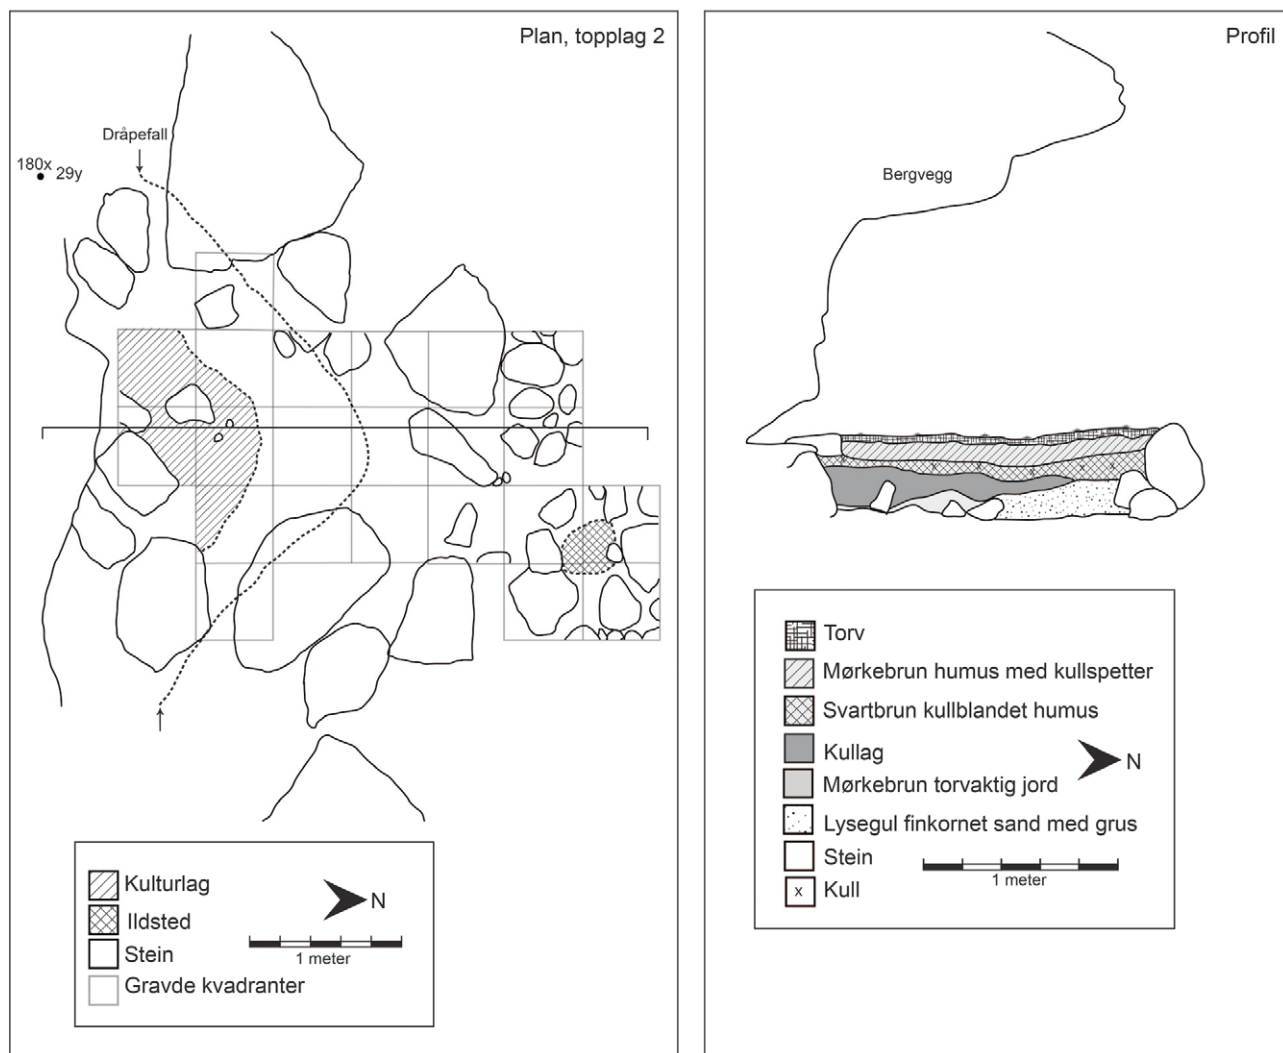 Plan, topplag 2
Dråpefall
180x
29y
Kulturlag
Ildsted
Stein
Gravde kvadranter
N
1 meter
Profil
Bergvegg
x x x x x x
Torv
Mørkebrun humus med kullspetter
Svartbrun kullblandet humus
Kullag
Mørkebrun torvaktig jord
Lysegul finkornet sand med grus
Stein
x Kull
N
1 meter